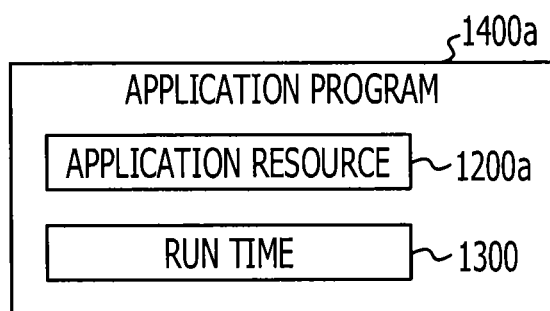 1400a
APPLICATION PROGRAM
APPLICATION RESOURCE 1200a
RUN TIME 1300